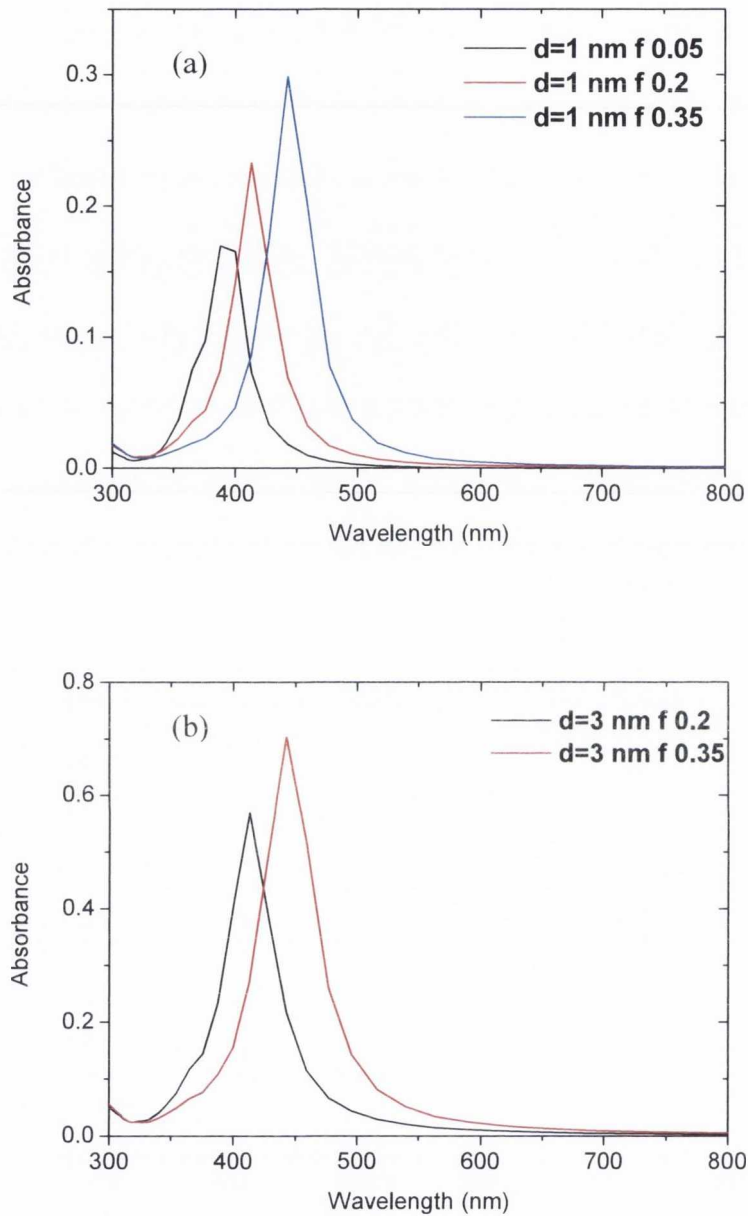 (a)
d=1 nm f 0.05
d=1 nm f 0.2
d=1 nm f 0.35
0.3
0.2
0.1
0.0
Absorbance
300 400 500 600 700 800
Wavelength (nm)
(b)
d=3 nm f 0.2
d=3 nm f 0.35
0.8
0.6
0.4
0.2
0.0
Absorbance
300 400 500 600 700 800
Wavelength (nm)